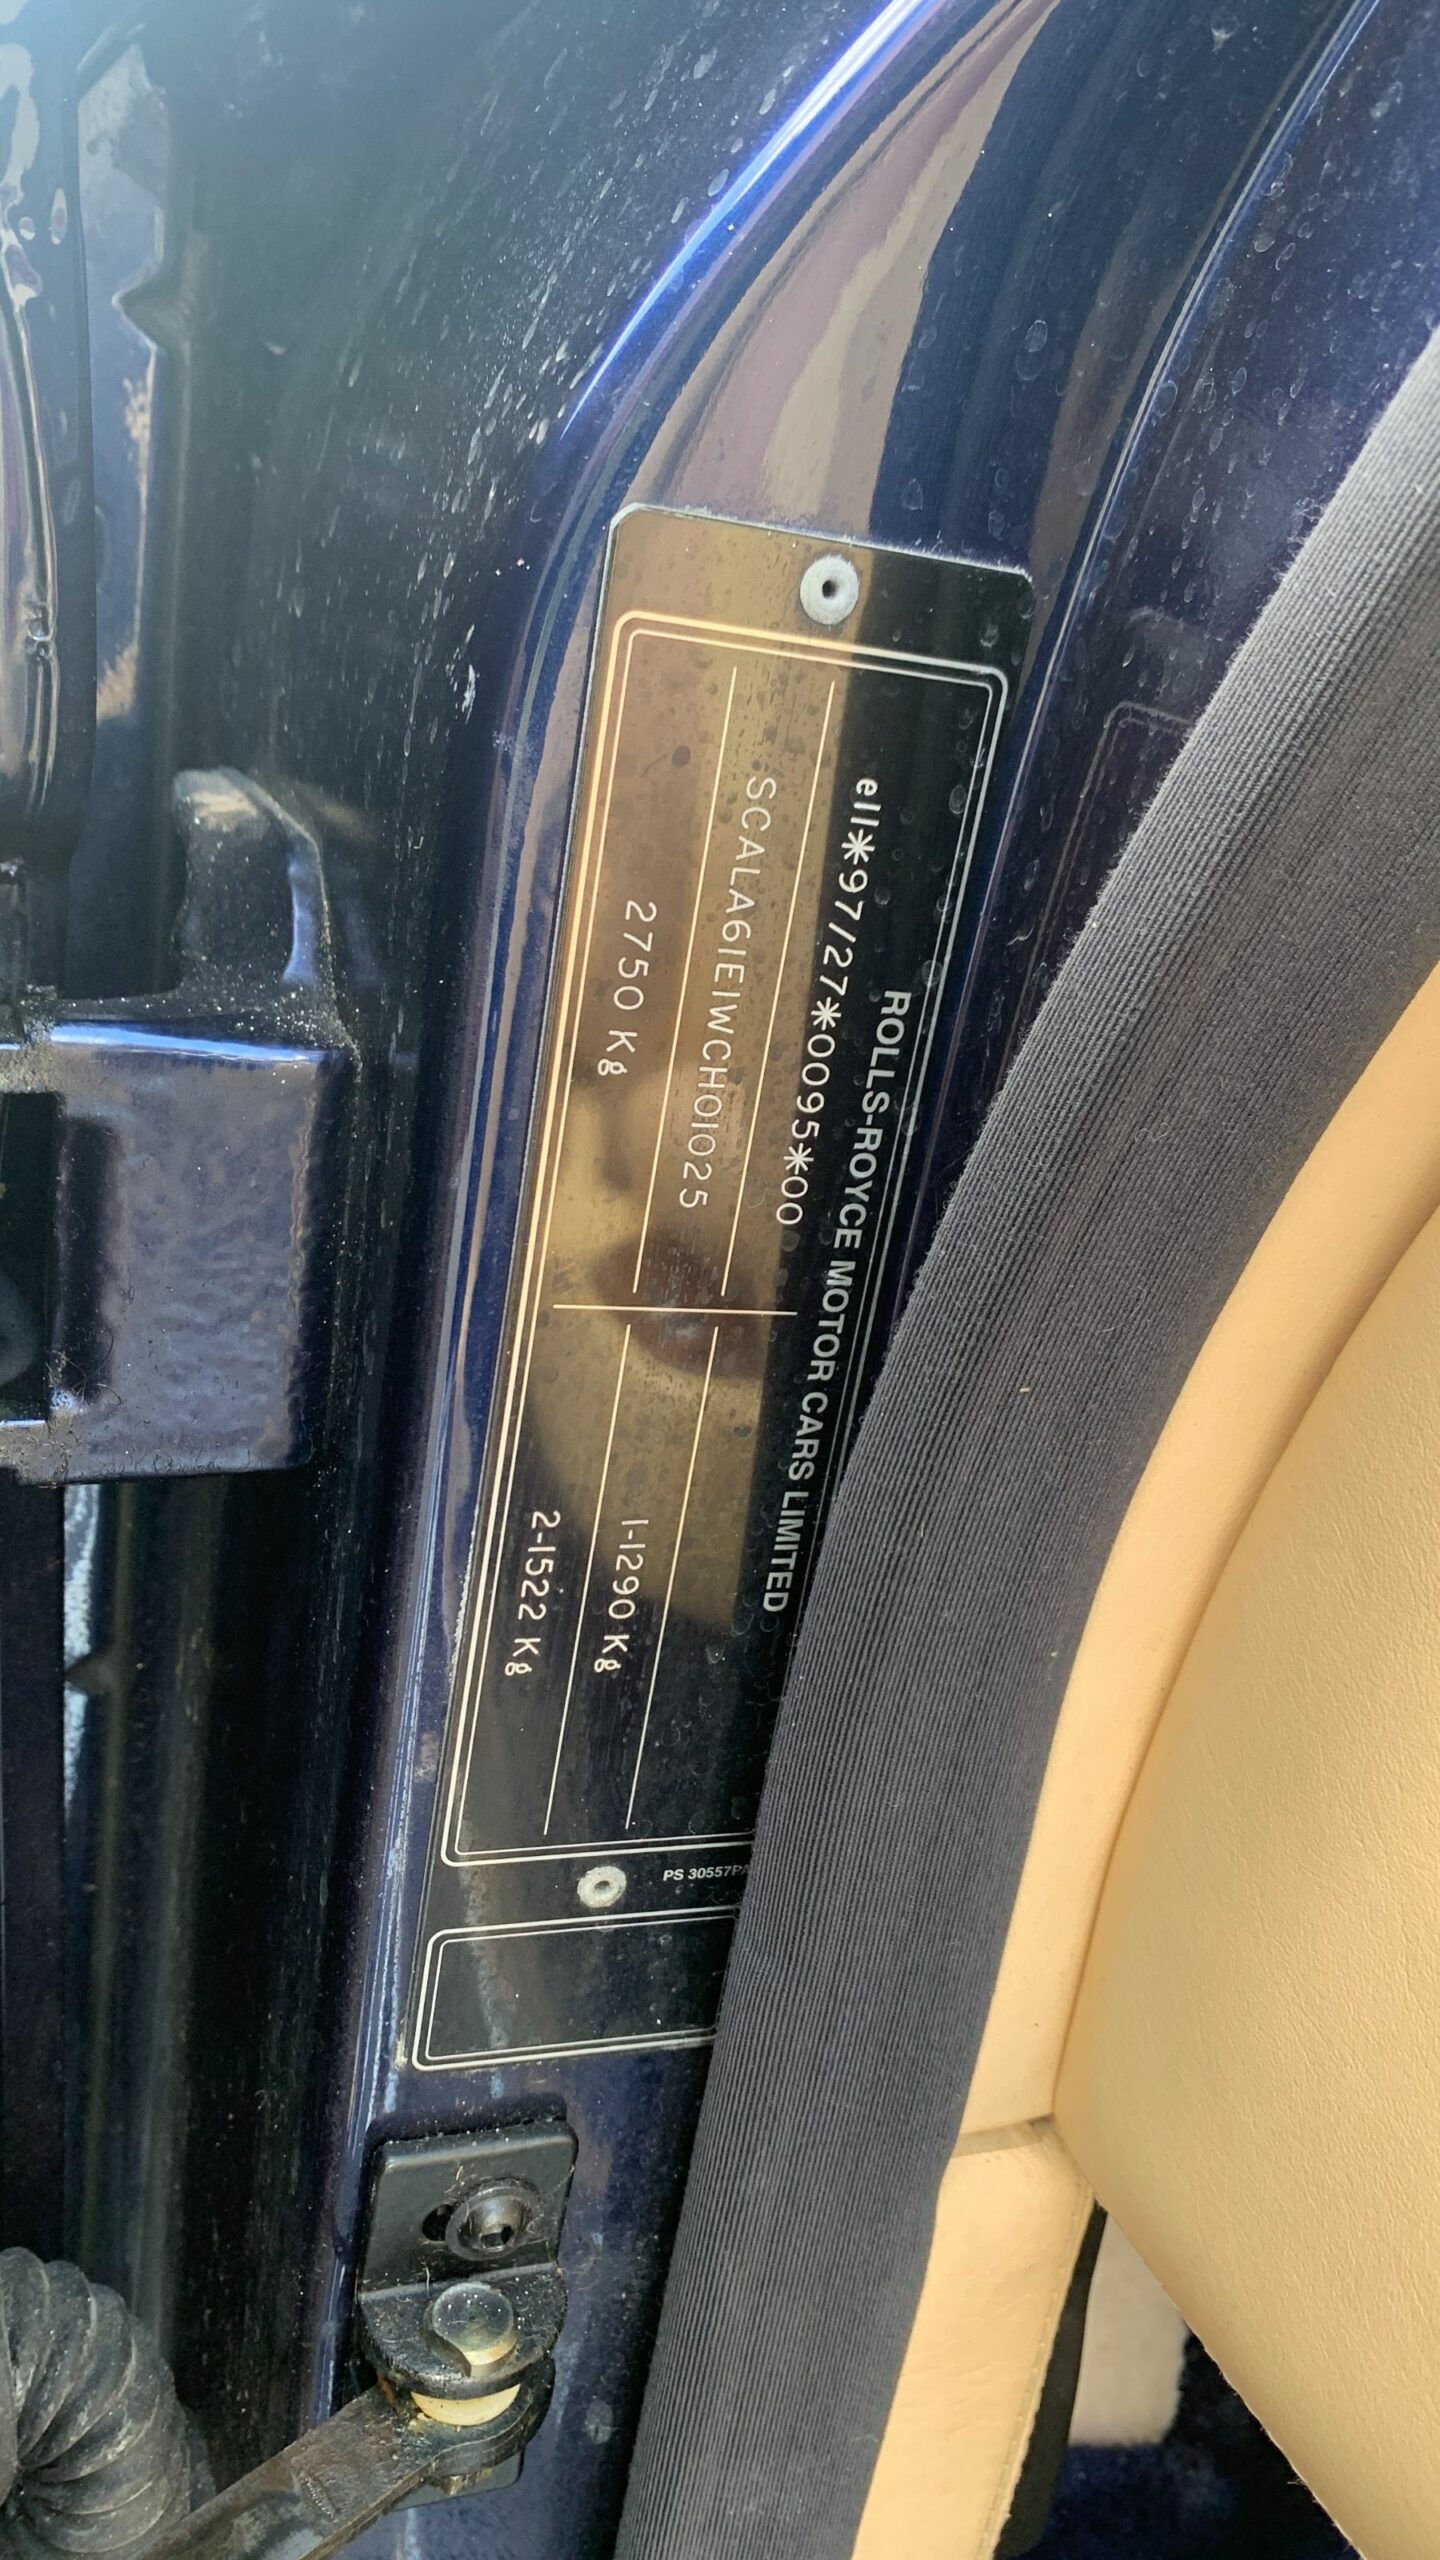 ROLLS-ROYCE MOTOR CARS LIMITED
e11*97/27*0095*00
SCALA61E1WCH01025
2750 Kg
1-1290 Kg
2-1522 Kg
PS 30557PA